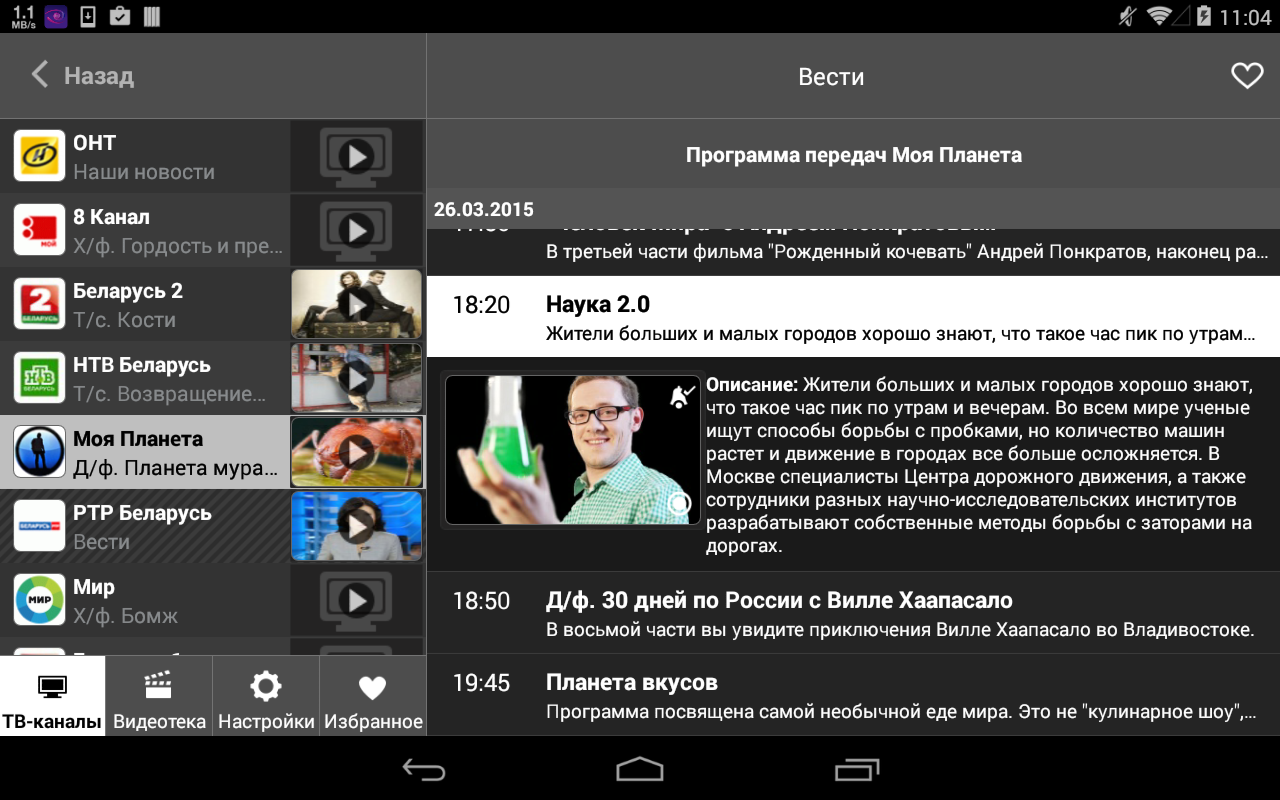 1.1
MB/s
11:04
Назад
Вести
ОНТ
Наши новости
8 Канал
Х/ф. Гордость и пре…
Беларусь 2
Т/с. Кости
НТВ Беларусь
Т/с. Возвращение…
Моя Планета
Д/ф. Планета мура…
РТР Беларусь
Вести
Мир
Х/ф. Бомж
ТВ-каналы
Видеотека
Настройки
Избранное
Программа передач Моя Планета
26.03.2015
В третьей части фильма "Рожденный кочевать" Андрей Понкратов, наконец ра…
18:20
Наука 2.0
Жители больших и малых городов хорошо знают, что такое час пик по утрам…
Описание: Жители больших и малых городов хорошо знают,
что такое час пик по утрам и вечерам. Во всем мире ученые
ищут способы борьбы с пробками, но количество машин
растет и движение в городах все больше осложняется. В
Москве специалисты Центра дорожного движения, а также
сотрудники разных научно-исследовательских институтов
разрабатывают собственные методы борьбы с заторами на
дорогах.
18:50
Д/ф. 30 дней по России с Вилле Хаапасало
В восьмой части вы увидите приключения Вилле Хаапасало во Владивостоке.
19:45
Планета вкусов
Программа посвящена самой необычной еде мира. Это не "кулинарное шоу",…